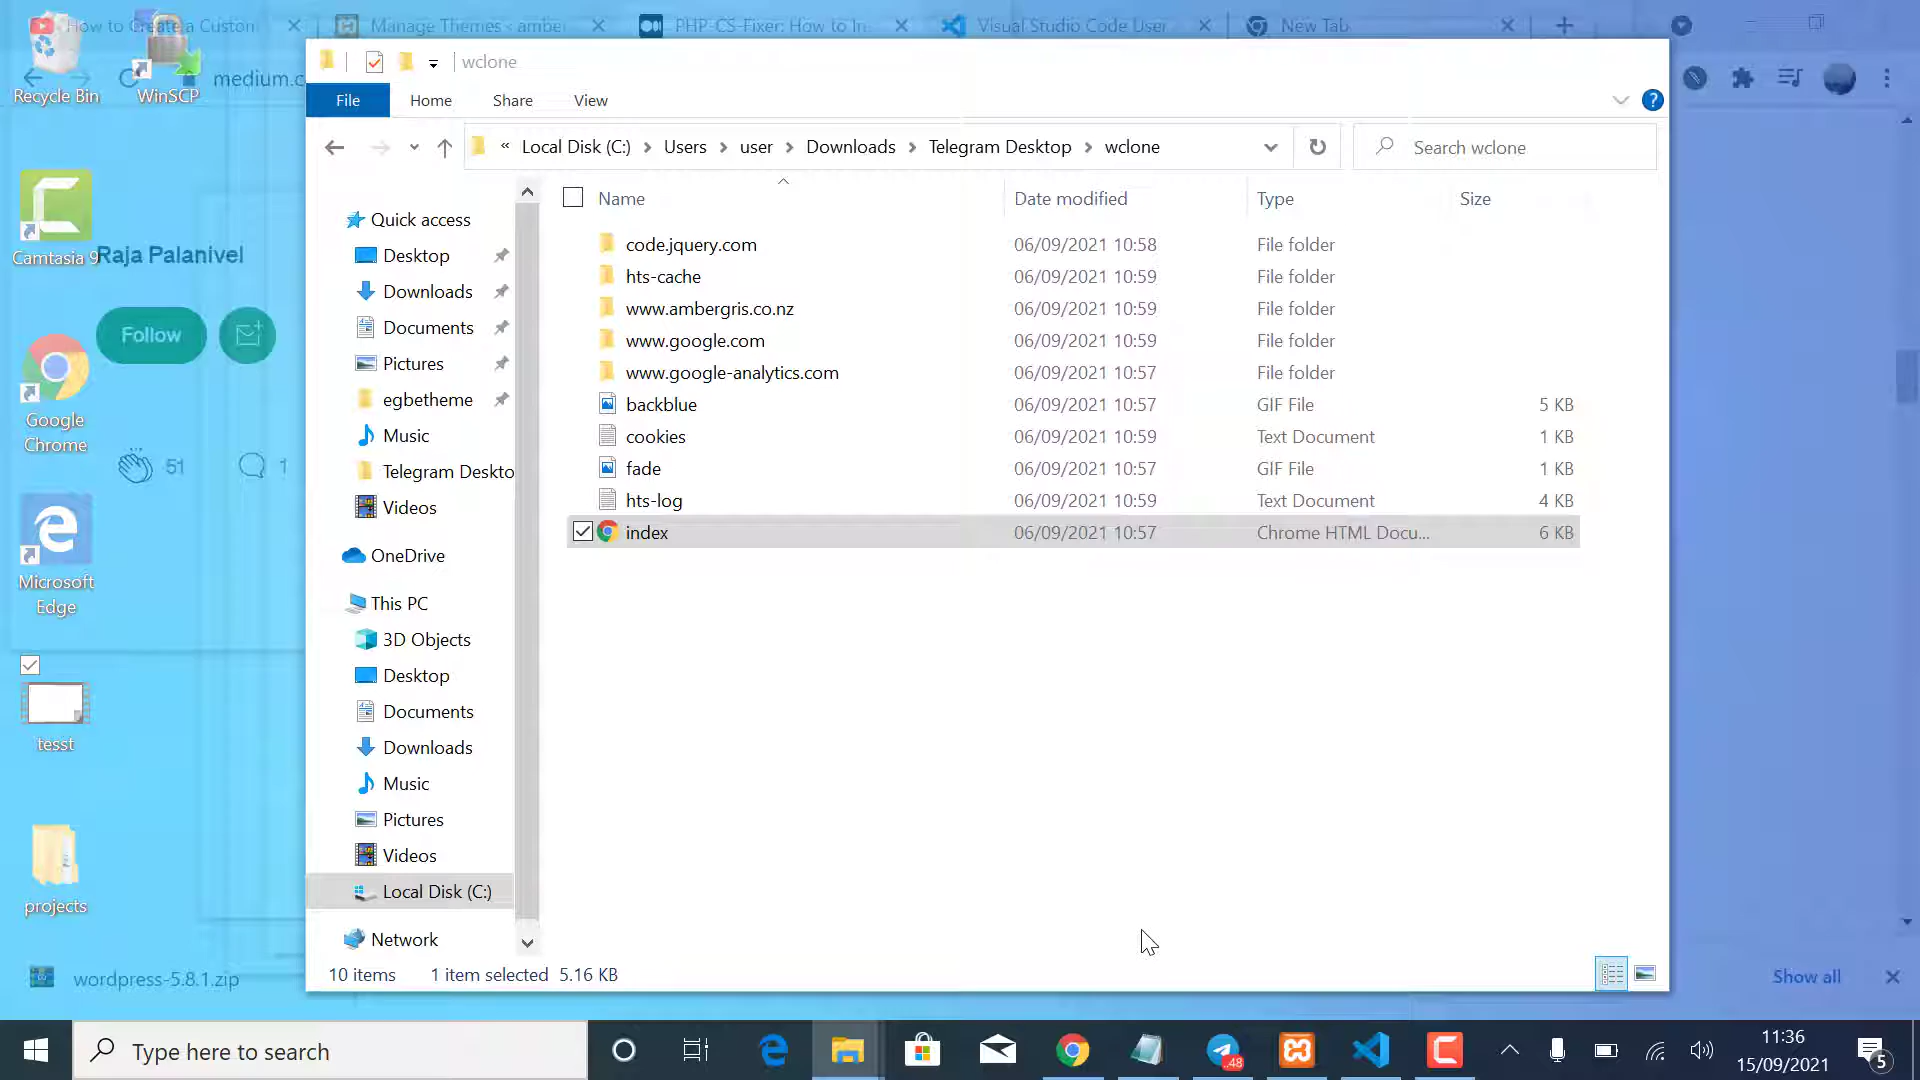 How to Create a Custom
Manage Themes ‹ amber
PHP-CS-Fixer: How to In
Visual Studio Code User
New Tab
wclone
medium.c
Recycle Bin
WinSCP
File
Home
Share
View
?
«
Local Disk (C:)
Users
user
Downloads
Telegram Desktop
wclone
Search wclone
Name
Date modified
Type
Size
code.jquery.com 06/09/2021 10:58 File folder
hts-cache 06/09/2021 10:59 File folder
www.ambergris.co.nz 06/09/2021 10:59 File folder
www.google.com 06/09/2021 10:59 File folder
www.google-analytics.com 06/09/2021 10:57 File folder
backblue 06/09/2021 10:57 GIF File 5 KB
cookies 06/09/2021 10:59 Text Document 1 KB
fade 06/09/2021 10:57 GIF File 1 KB
hts-log 06/09/2021 10:59 Text Document 4 KB
index 06/09/2021 10:57 Chrome HTML Docu... 6 KB
Quick access
Desktop
Downloads
Documents
Pictures
egbetheme
Music
Telegram Deskto
Videos
OneDrive
This PC
3D Objects
Desktop
Documents
Downloads
Music
Pictures
Videos
Local Disk (C:)
Network
10 items
1 item selected 5.16 KB
Camtasia 9
Raja Palanivel
Follow
Google
Chrome
51
1
Microsoft
Edge
tesst
projects
wordpress-5.8.1.zip
Show all
Type here to search
48
11:36
15/09/2021
5